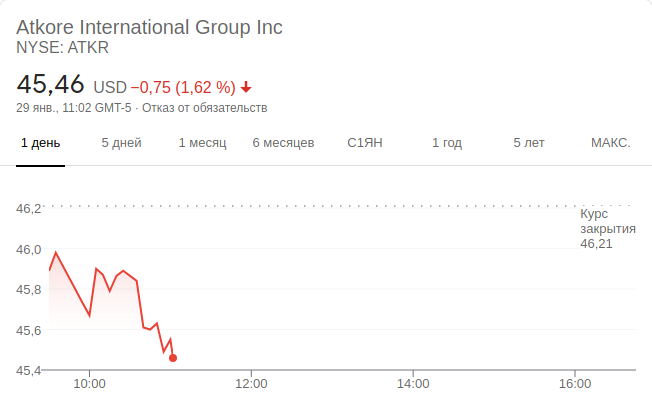 Atkore International Group Inc
NYSE: ATKR
45,46 USD −0,75 (1,62 %)
29 янв., 11:02 GMT-5 · Отказ от обязательств
1 день 5 дней 1 месяц 6 месяцев С1ЯН 1 год 5 лет МАКС.
46,2
Курс
закрытия
46,21
46,0
45,8
45,6
45,4
10:00 12:00 14:00 16:00